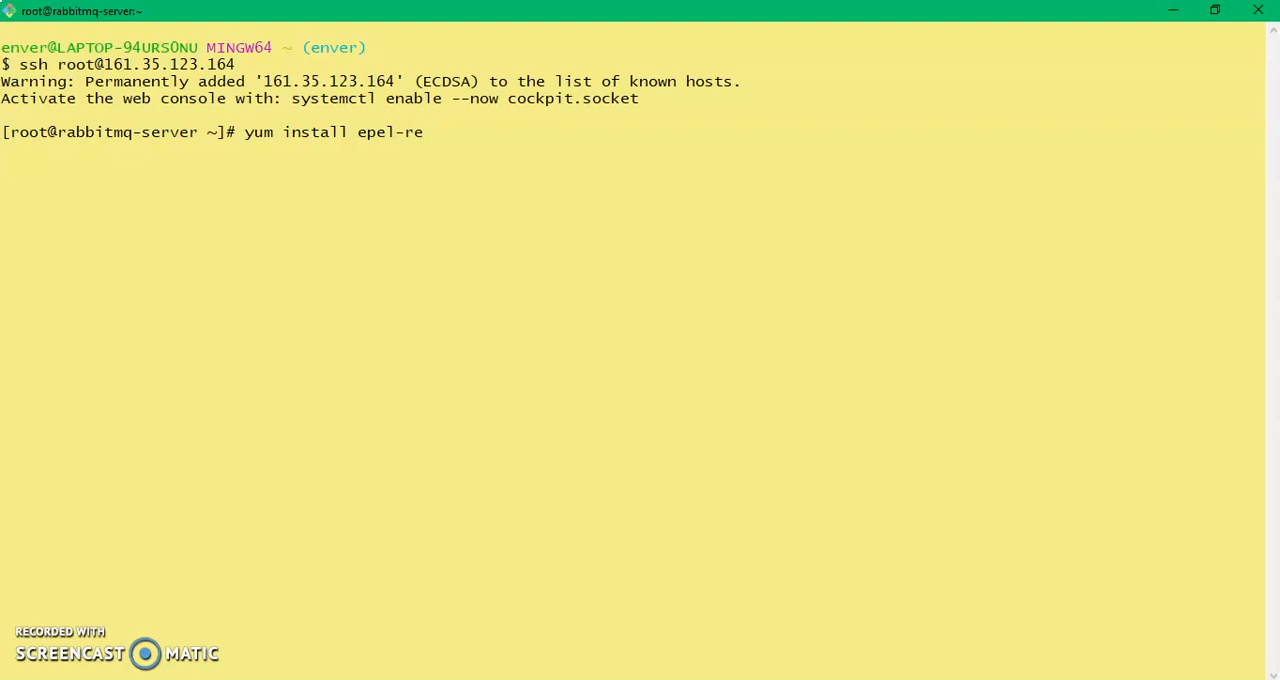 root@rabbitmq-server:~
enver@LAPTOP-94URS0NU MINGW64 ~ (enver)
$ ssh root@161.35.123.164
Warning: Permanently added '161.35.123.164' (ECDSA) to the list of known hosts.
Activate the web console with: systemctl enable --now cockpit.socket
[root@rabbitmq-server ~]# yum install epel-re
RECORDED WITH
SCREENCAST MATIC